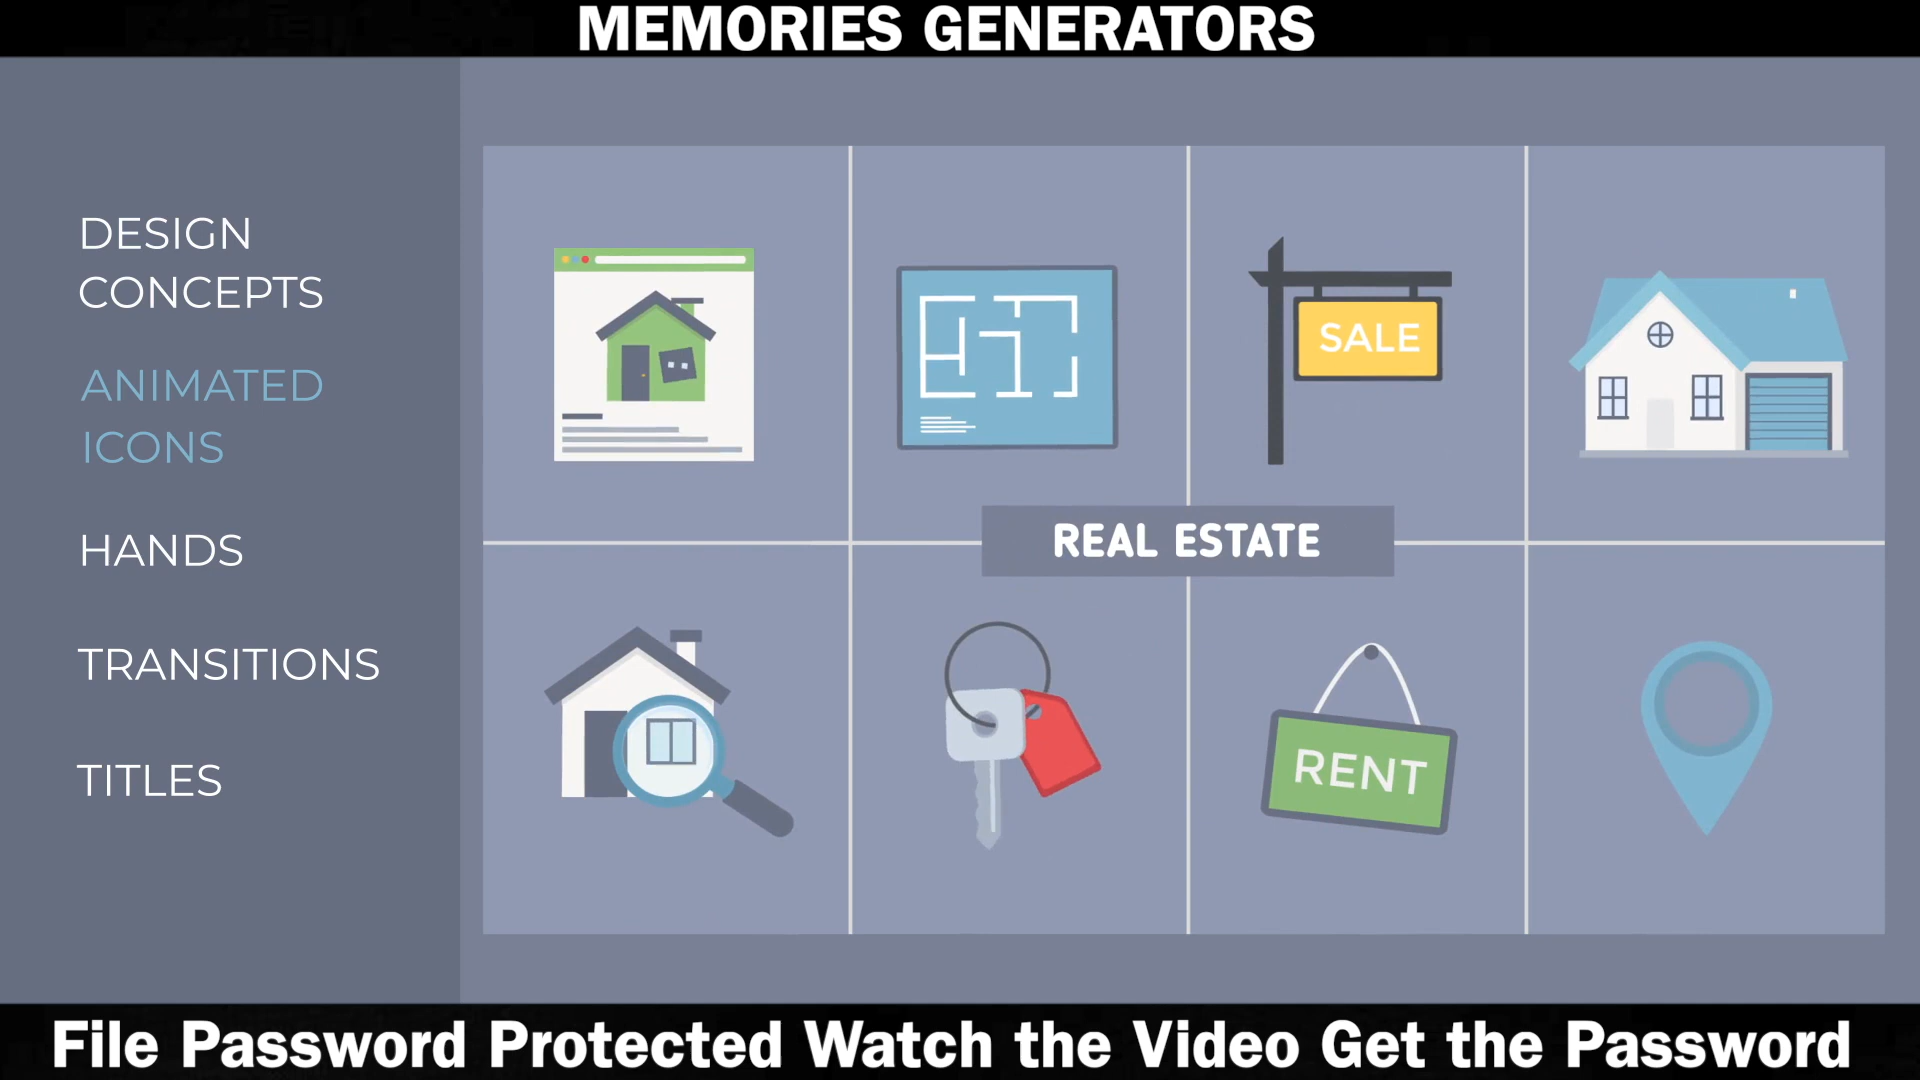 MEMORIES GENERATORS
DESIGN
CONCEPTS
ANIMATED
ICONS
HANDS
TRANSITIONS
TITLES
SALE
REAL ESTATE
RENT
File Password Protected Watch the Video Get the Password